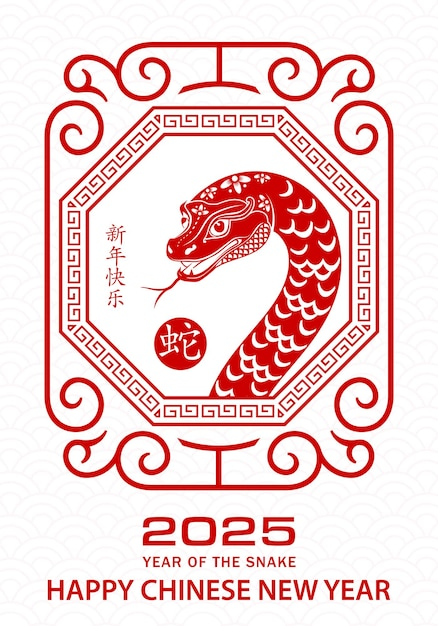 新年快乐
蛇
2025
YEAR OF THE SNAKE
HAPPY CHINESE NEW YEAR